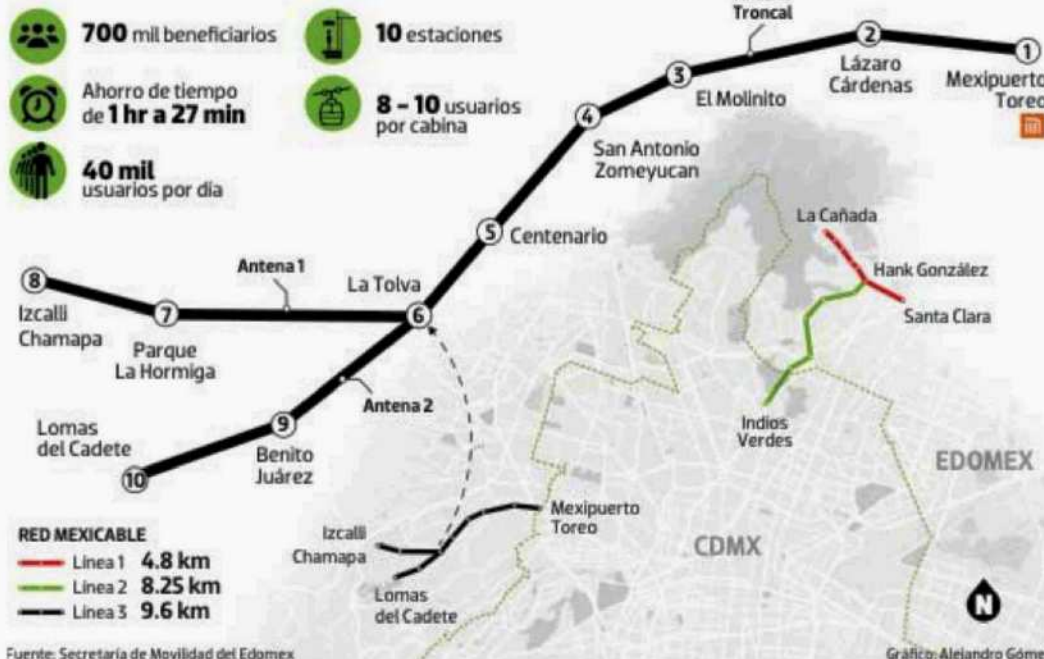 700 mil beneficiarios
10 estaciones
Ahorro de tiempo
de 1 hr a 27 min
8 – 10 usuarios
por cabina
40 mil
usuarios por día
Troncal
1
Mexipuerto
Toreo
2
Lázaro
Cárdenas
3
El Molinito
4
San Antonio
Zomeyucan
5
Centenario
La Tolva
6
Antena 1
7
Parque
La Hormiga
8
Izcalli
Chamapa
Antena 2
9
Benito
Juárez
Lomas
del Cadete
10
La Cañada
Hank González
Santa Clara
Indios
Verdes
EDOMEX
CDMX
Mexipuerto
Toreo
Izcalli
Chamapa
Lomas
del Cadete
N
RED MEXICABLE
Línea 1 4.8 km
Línea 2 8.25 km
Línea 3 9.6 km
Fuente: Secretaría de Movilidad del Edomex
Gráfico: Alejandro Góme